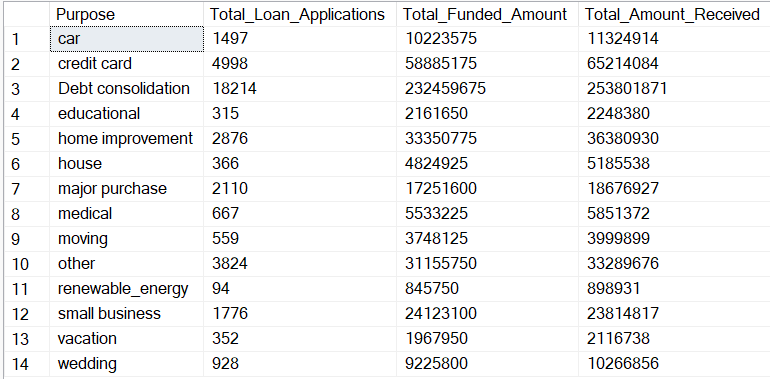 Purpose Total_Loan_Applications Total_Funded_Amount Total_Amount_Received
1 car 1497 10223575 11324914
2 credit card 4998 58885175 65214084
3 Debt consolidation 18214 232459675 253801871
4 educational 315 2161650 2248380
5 home improvement 2876 33350775 36380930
6 house 366 4824925 5185538
7 major purchase 2110 17251600 18676927
8 medical 667 5533225 5851372
9 moving 559 3748125 3999899
10 other 3824 31155750 33289676
11 renewable_energy 94 845750 898931
12 small business 1776 24123100 23814817
13 vacation 352 1967950 2116738
14 wedding 928 9225800 10266856